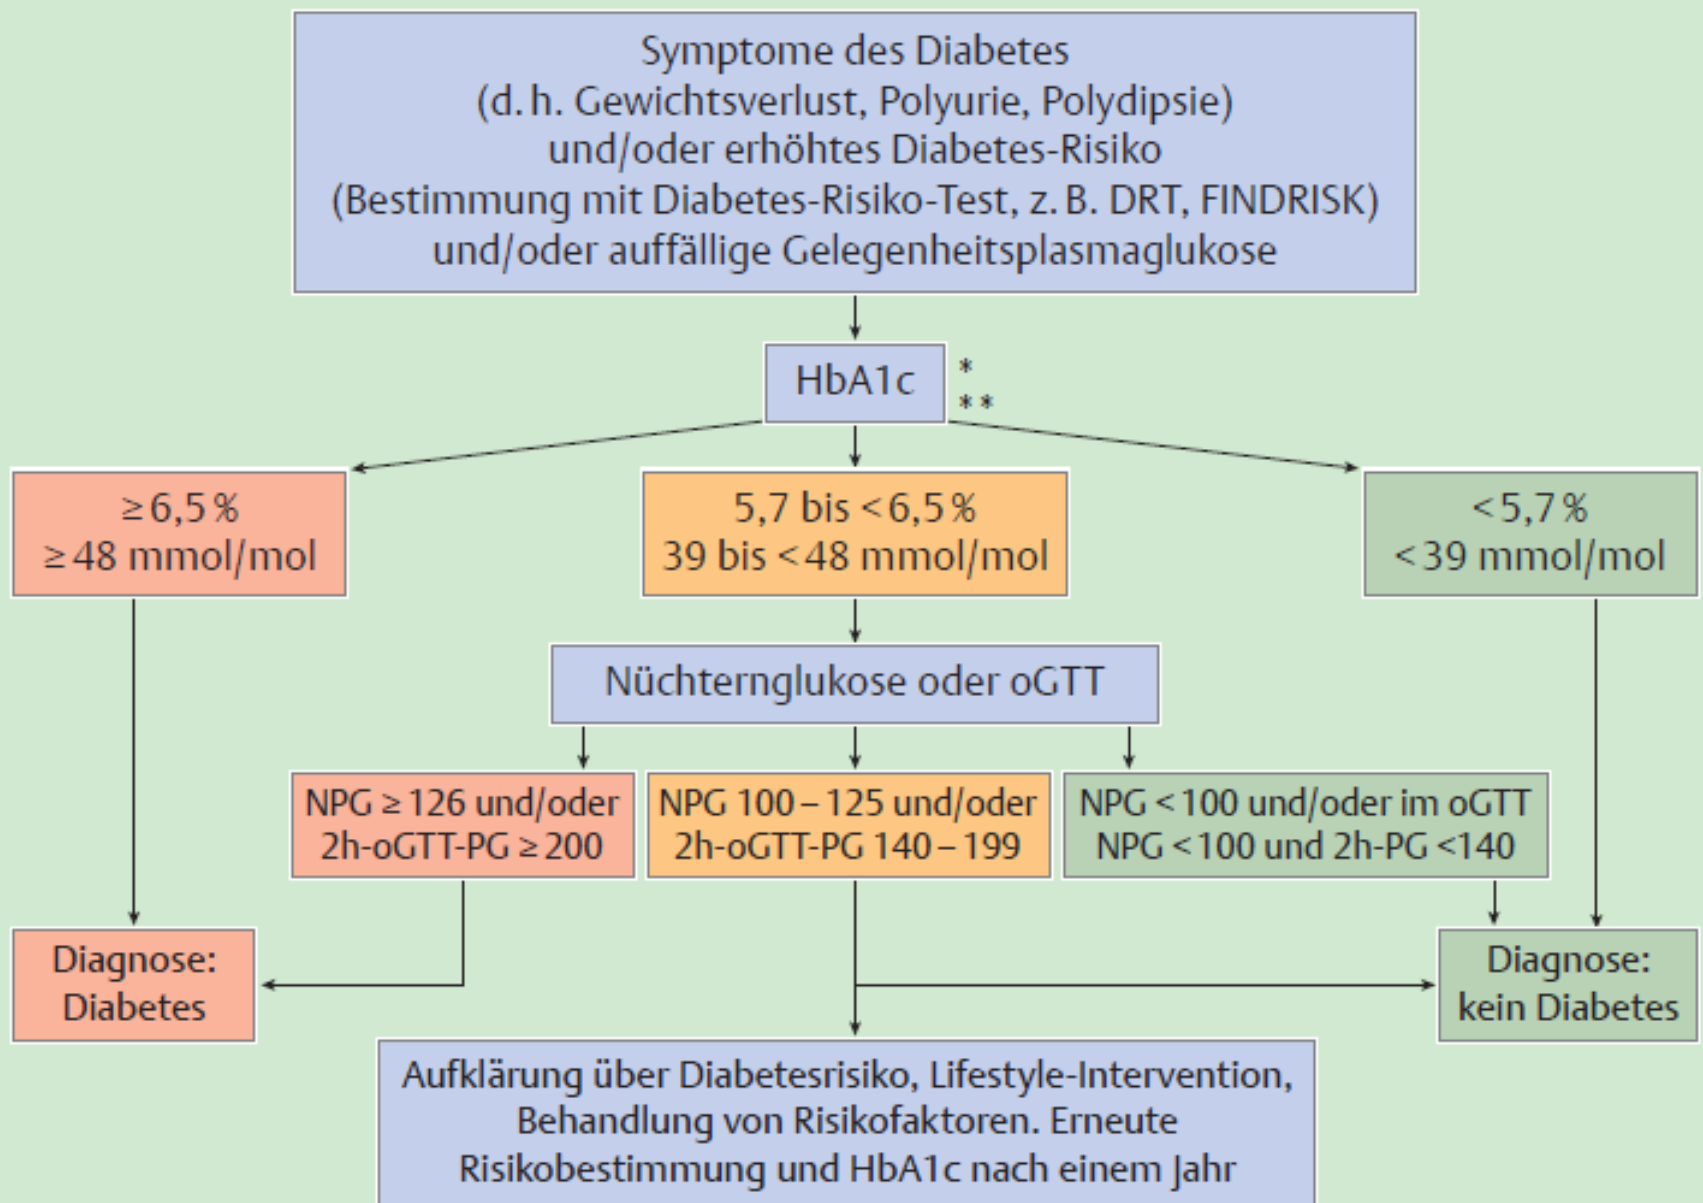 Symptome des Diabetes
(d. h. Gewichtsverlust, Polyurie, Polydipsie)
und/oder erhöhtes Diabetes-Risiko
(Bestimmung mit Diabetes-Risiko-Test, z. B. DRT, FINDRISK)
und/oder auffällige Gelegenheitsplasmaglukose
HbA1c
*
**
≥ 6,5 %
≥ 48 mmol/mol
5,7 bis < 6,5 %
39 bis < 48 mmol/mol
< 5,7 %
< 39 mmol/mol
Nüchternglukose oder oGTT
NPG ≥ 126 und/oder
2h-oGTT-PG ≥ 200
NPG 100 – 125 und/oder
2h-oGTT-PG 140 – 199
NPG < 100 und/oder im oGTT
NPG < 100 und 2h-PG <140
Diagnose:
Diabetes
Diagnose:
kein Diabetes
Aufklärung über Diabetesrisiko, Lifestyle-Intervention,
Behandlung von Risikofaktoren. Erneute
Risikobestimmung und HbA1c nach einem Jahr